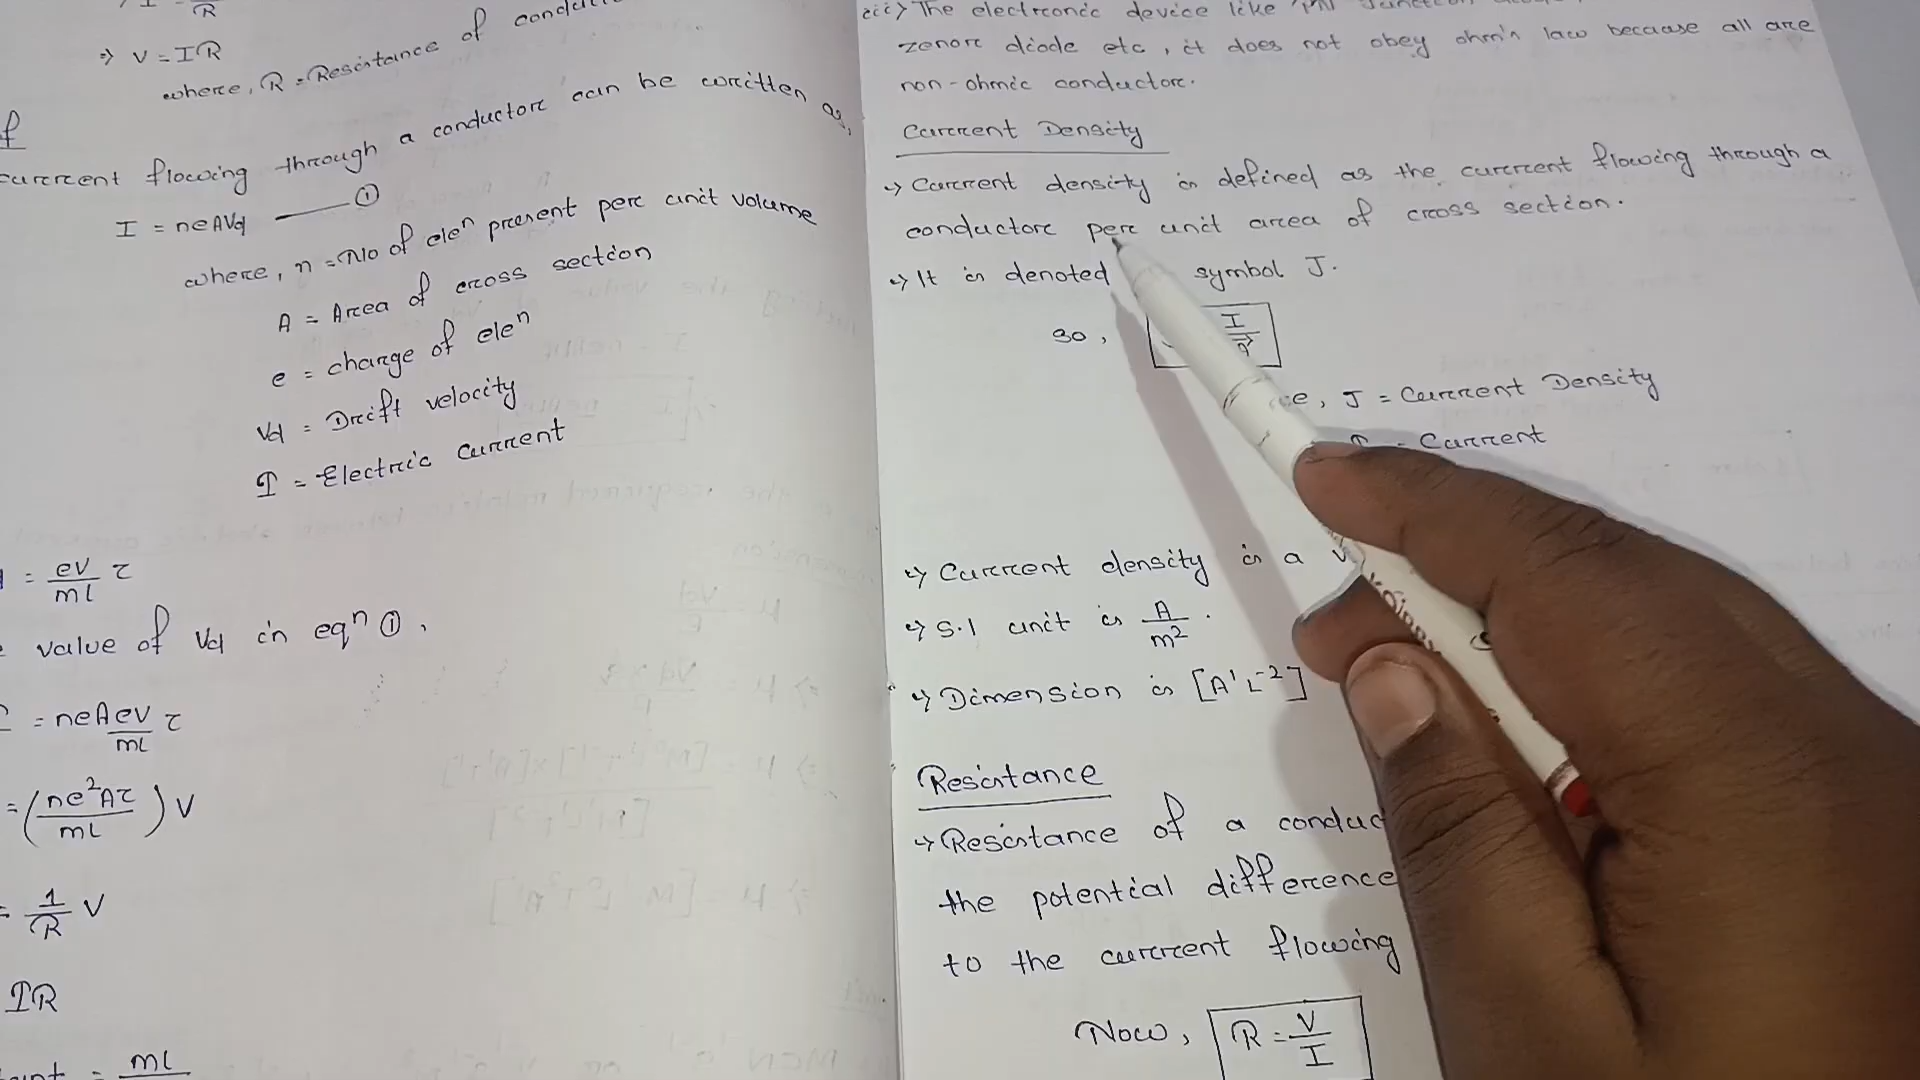 R
⇒ V = IR
where, R = Resistance of
f
current flowing through a conductor can be written as,
I = neAVd — ①
where, n = No of eleⁿ present per unit volume
A = Area of cross section
e = charge of eleⁿ
Vd = Drift velocity
I = Electric current
= eV/ml τ
value of Vd in eqⁿ ①.
= neAeV/ml τ
= (ne²Aτ/ml) V
= 1/R V
IR
= ml
iii) The electronic device like PN Junction
zenor diode etc, it does not obey ohm's law because all are
non-ohmic conductor.
Current Density
→ Current density is defined as the current flowing through a
conductor per unit area of cross section.
→ It is denoted symbol J.
so, I/A
J = Current Density
= Current
→ Current density is a
→ S.I unit is A/m².
→ Dimension is [A¹L⁻²]
Resistance
→ Resistance of a
the potential difference
to the current flowing
Now, R = V/I